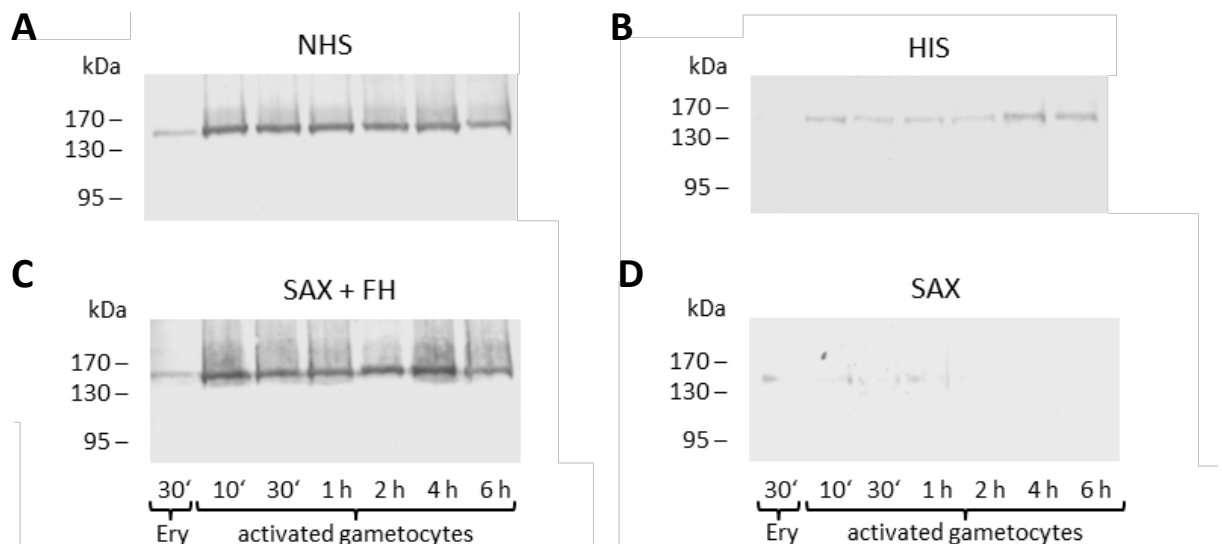 A
NHS
kDa
170 –
130 –
95 –
B
HIS
kDa
170 –
130 –
95 –
C
SAX + FH
kDa
170 –
130 –
95 –
30‘ 10‘ 30‘ 1 h 2 h 4 h 6 h
Ery activated gametocytes
D
SAX
kDa
170 –
130 –
95 –
30‘ 10‘ 30‘ 1 h 2 h 4 h 6 h
Ery activated gametocytes